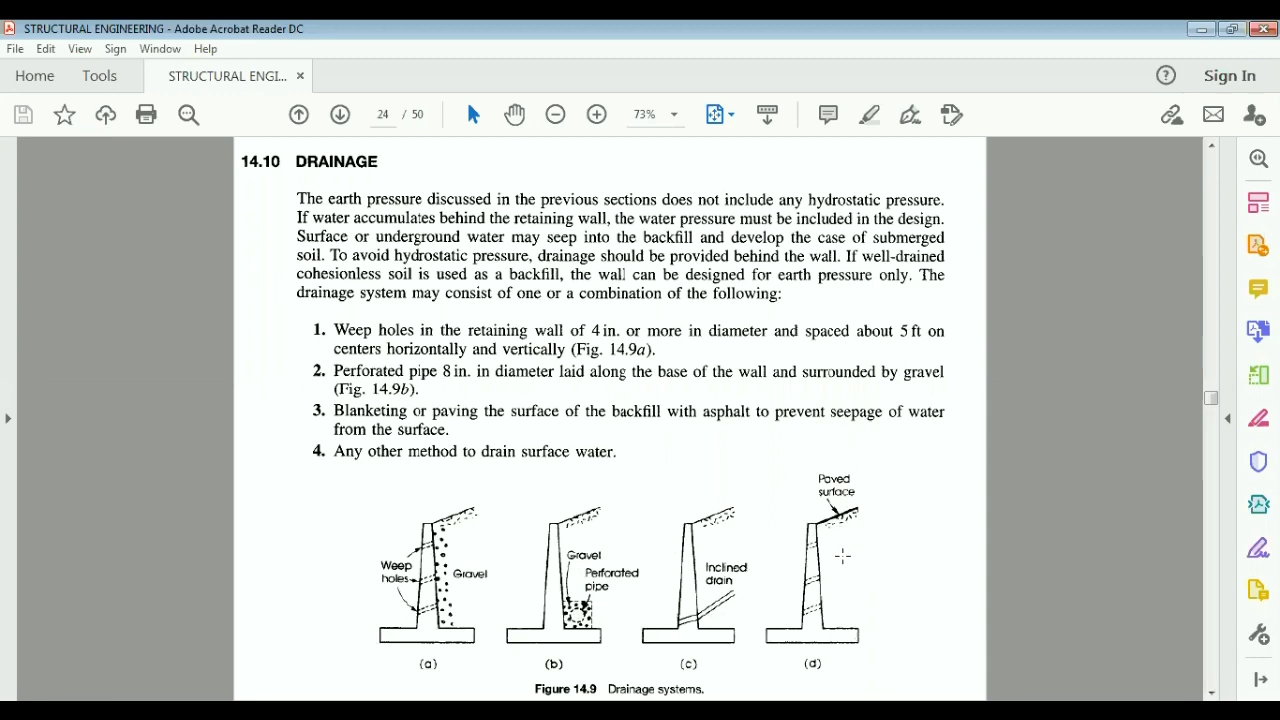 STRUCTURAL ENGINEERING - Adobe Acrobat Reader DC
File Edit View Sign Window Help
Home Tools STRUCTURAL ENGI... × Sign In
24 / 50 73%
14.10 DRAINAGE
The earth pressure discussed in the previous sections does not include any hydrostatic pressure.
If water accumulates behind the retaining wall, the water pressure must be included in the design.
Surface or underground water may seep into the backfill and develop the case of submerged
soil. To avoid hydrostatic pressure, drainage should be provided behind the wall. If well-drained
cohesionless soil is used as a backfill, the wall can be designed for earth pressure only. The
drainage system may consist of one or a combination of the following:
1. Weep holes in the retaining wall of 4 in. or more in diameter and spaced about 5 ft on
centers horizontally and vertically (Fig. 14.9a).
2. Perforated pipe 8 in. in diameter laid along the base of the wall and surrounded by gravel
(Fig. 14.9b).
3. Blanketing or paving the surface of the backfill with asphalt to prevent seepage of water
from the surface.
4. Any other method to drain surface water.
Paved
surface
Weep
holes
Gravel
Gravel
Perforated
pipe
Inclined
drain
(a) (b) (c) (d)
Figure 14.9 Drainage systems.